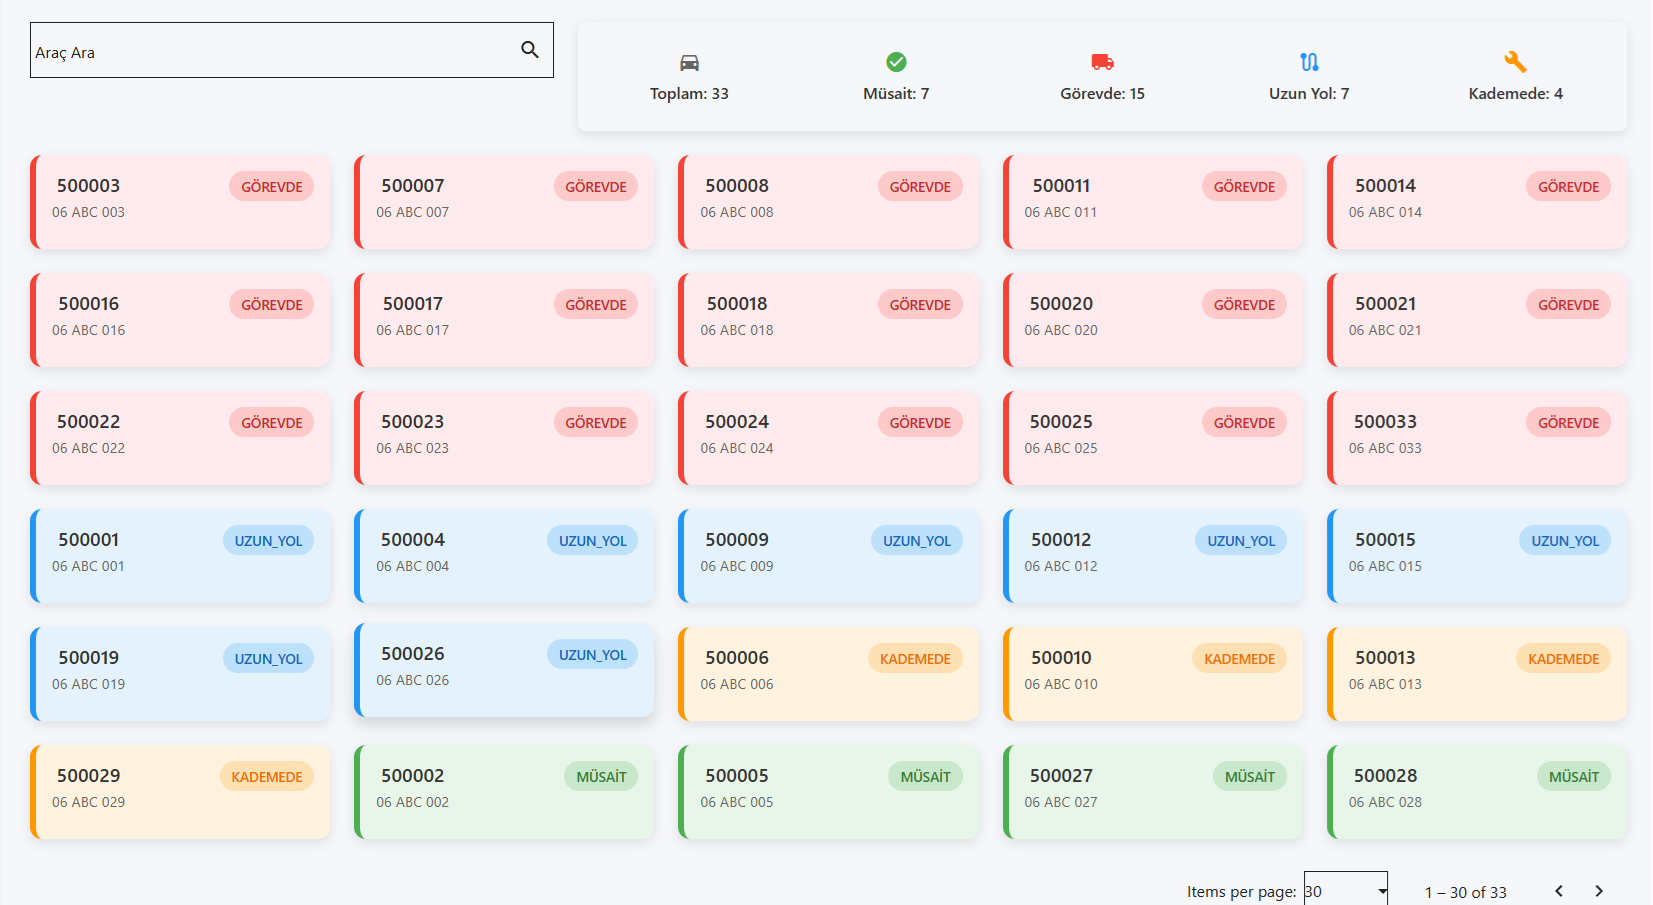 Araç Ara
Toplam: 33
Müsait: 7
Görevde: 15
Uzun Yol: 7
Kademede: 4
500003 GÖREVDE
06 ABC 003
500007 GÖREVDE
06 ABC 007
500008 GÖREVDE
06 ABC 008
500011 GÖREVDE
06 ABC 011
500014 GÖREVDE
06 ABC 014
500016 GÖREVDE
06 ABC 016
500017 GÖREVDE
06 ABC 017
500018 GÖREVDE
06 ABC 018
500020 GÖREVDE
06 ABC 020
500021 GÖREVDE
06 ABC 021
500022 GÖREVDE
06 ABC 022
500023 GÖREVDE
06 ABC 023
500024 GÖREVDE
06 ABC 024
500025 GÖREVDE
06 ABC 025
500033 GÖREVDE
06 ABC 033
500001 UZUN_YOL
06 ABC 001
500004 UZUN_YOL
06 ABC 004
500009 UZUN_YOL
06 ABC 009
500012 UZUN_YOL
06 ABC 012
500015 UZUN_YOL
06 ABC 015
500019 UZUN_YOL
06 ABC 019
500026 UZUN_YOL
06 ABC 026
500006 KADEMEDE
06 ABC 006
500010 KADEMEDE
06 ABC 010
500013 KADEMEDE
06 ABC 013
500029 KADEMEDE
06 ABC 029
500002 MÜSAİT
06 ABC 002
500005 MÜSAİT
06 ABC 005
500027 MÜSAİT
06 ABC 027
500028 MÜSAİT
06 ABC 028
Items per page: 30 1 – 30 of 33